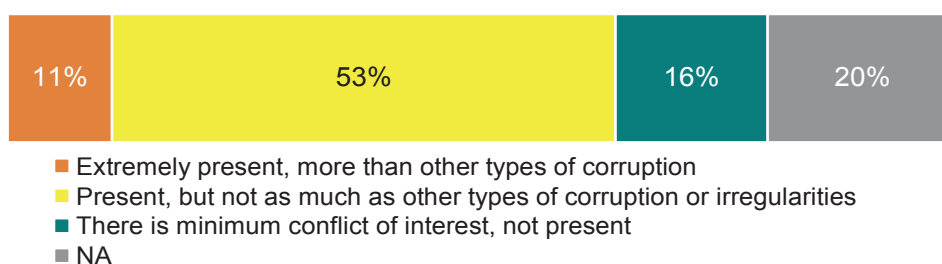 11% 53% 16% 20%
Extremely present, more than other types of corruption
Present, but not as much as other types of corruption or irregularities
There is minimum conflict of interest, not present
NA